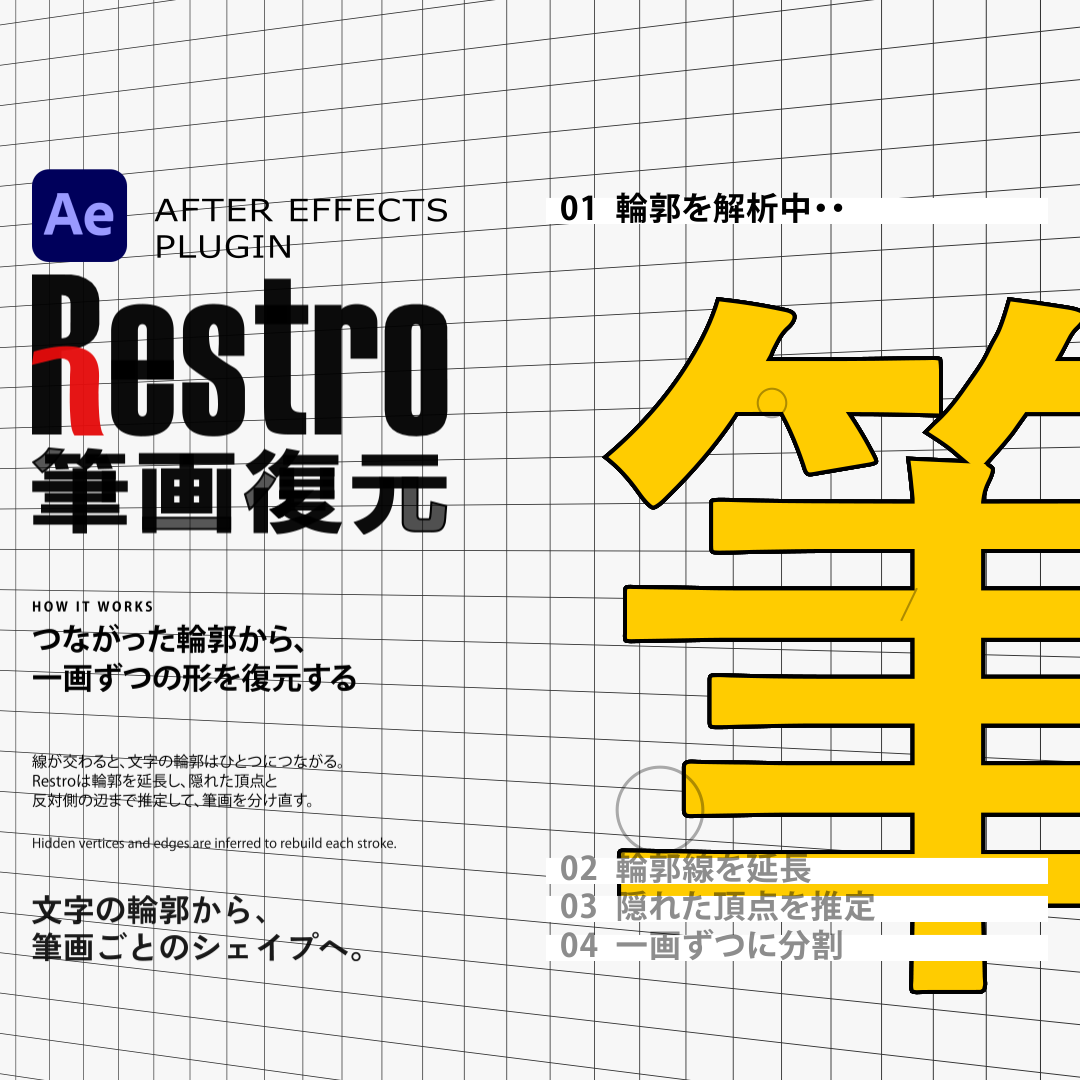 Ae
AFTER EFFECTS
PLUGIN
Restro
筆画復元
HOW IT WORKS
つながった輪郭から、
一画ずつの形を復元する
線が交わると、文字の輪郭はひとつにつながる。
Restroは輪郭を延長し、隠れた頂点と
反対側の辺まで推定して、筆画を分け直す。
Hidden vertices and edges are inferred to rebuild each stroke.
文字の輪郭から、
筆画ごとのシェイプへ。
01 輪郭を解析中・・
筆
02 輪郭線を延長
03 隠れた頂点を推定
04 一画ずつに分割